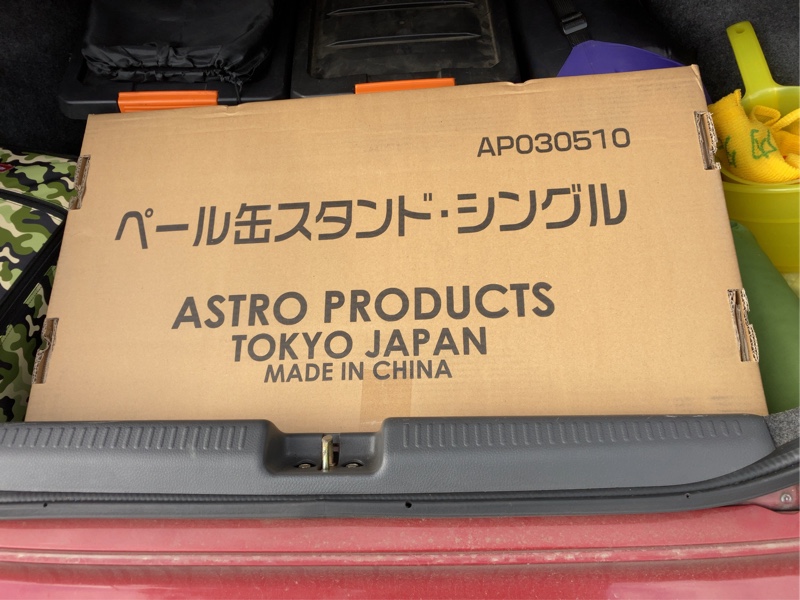 AP030510
ペール缶スタンド・シングル
ASTRO PRODUCTS
TOKYO JAPAN
MADE IN CHINA